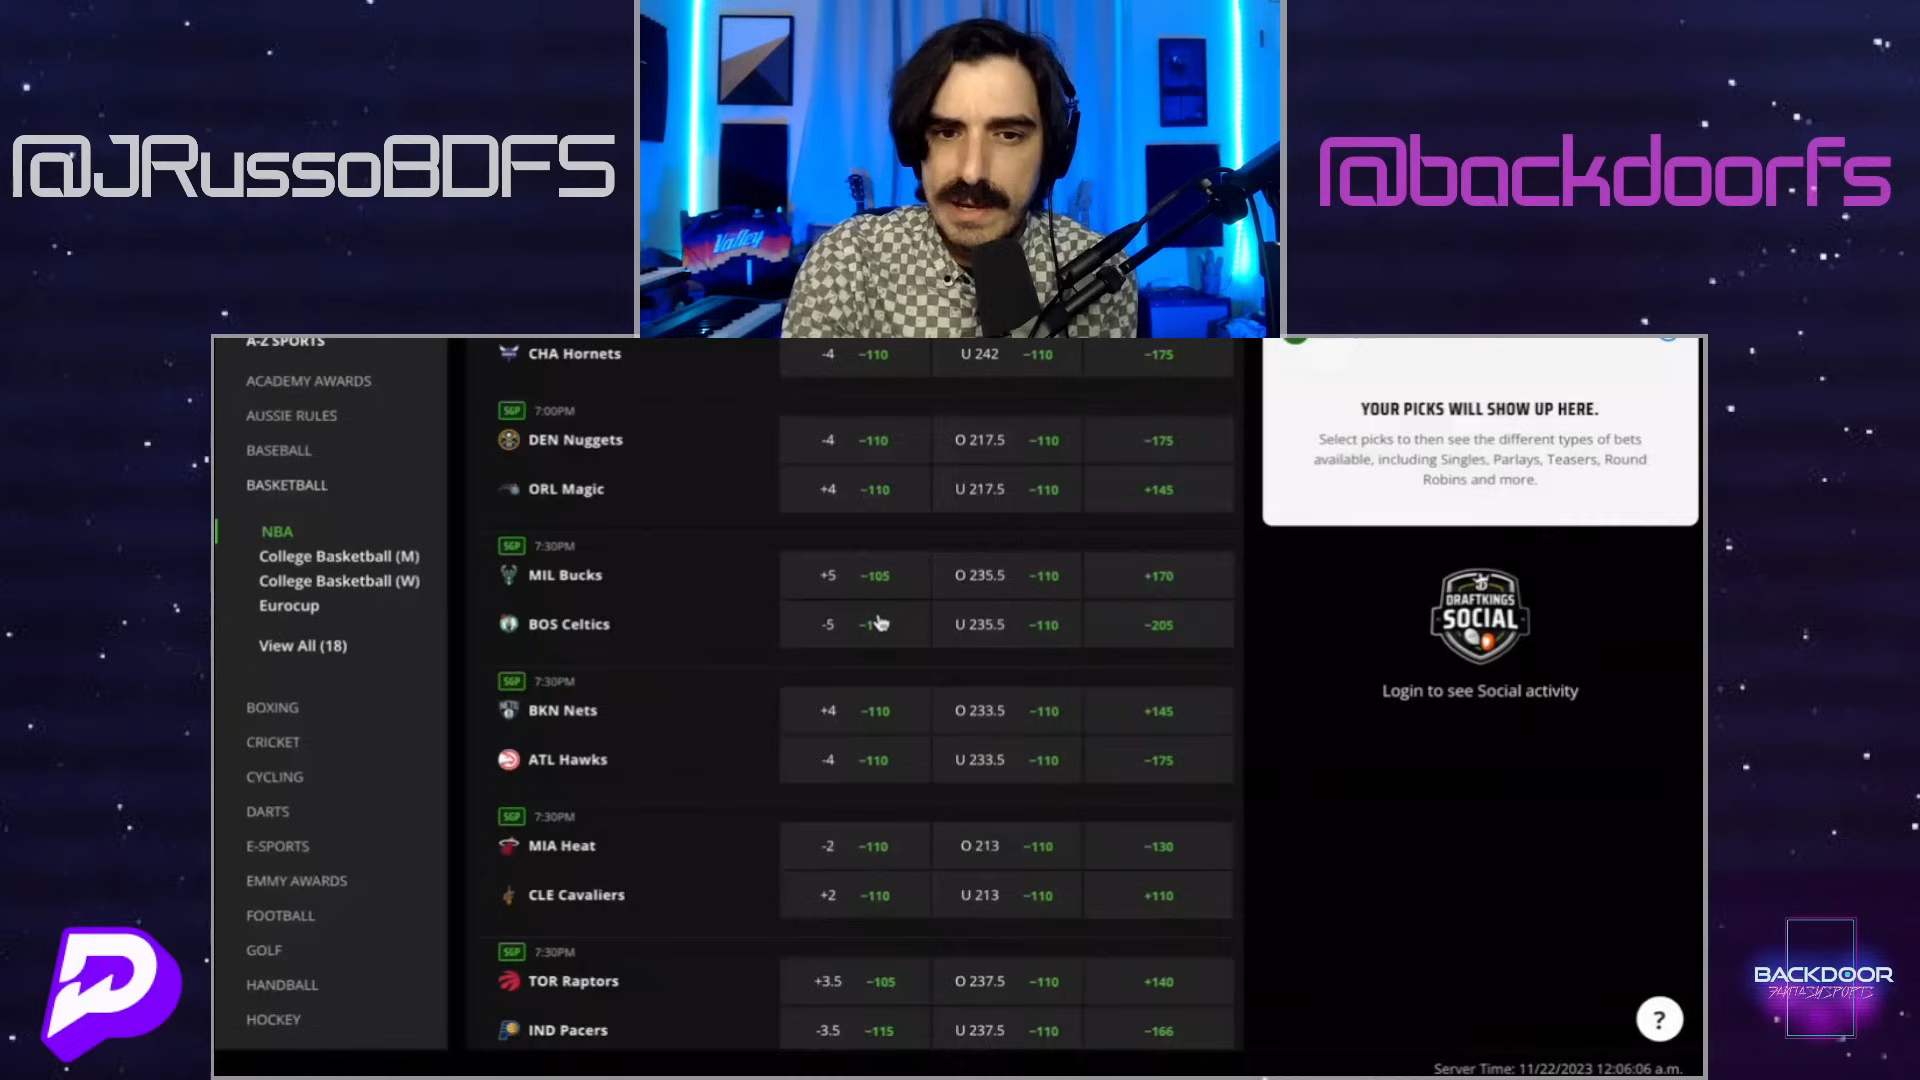 @JRussoBDFS
@backdoorfs
Valley
A-Z SPORTS
ACADEMY AWARDS
AUSSIE RULES
BASEBALL
BASKETBALL
NBA
College Basketball (M)
College Basketball (W)
Eurocup
View All (18)
BOXING
CRICKET
CYCLING
DARTS
E-SPORTS
EMMY AWARDS
FOOTBALL
GOLF
HANDBALL
HOCKEY
CHA Hornets -4 −110 U 242 −110 −175
SGP 7:00PM
DEN Nuggets -4 −110 O 217.5 −110 −175
ORL Magic +4 −110 U 217.5 −110 +145
SGP 7:30PM
MIL Bucks +5 −105 O 235.5 −110 +170
BOS Celtics -5 U 235.5 −110 −205
SGP 7:30PM
BKN Nets +4 −110 O 233.5 −110 +145
ATL Hawks -4 −110 U 233.5 −110 −175
SGP 7:30PM
MIA Heat -2 −110 O 213 −110 −130
CLE Cavaliers +2 −110 U 213 −110 +110
SGP 7:30PM
TOR Raptors +3.5 −105 O 237.5 −110 +140
IND Pacers -3.5 −115 U 237.5 −110 −166
YOUR PICKS WILL SHOW UP HERE.
Select picks to then see the different types of bets
available, including Singles, Parlays, Teasers, Round
Robins and more.
DRAFTKINGS
SOCIAL
Login to see Social activity
?
BACKDOOR
FANTASY SPORTS
Server Time: 11/22/2023 12:06:06 a.m.